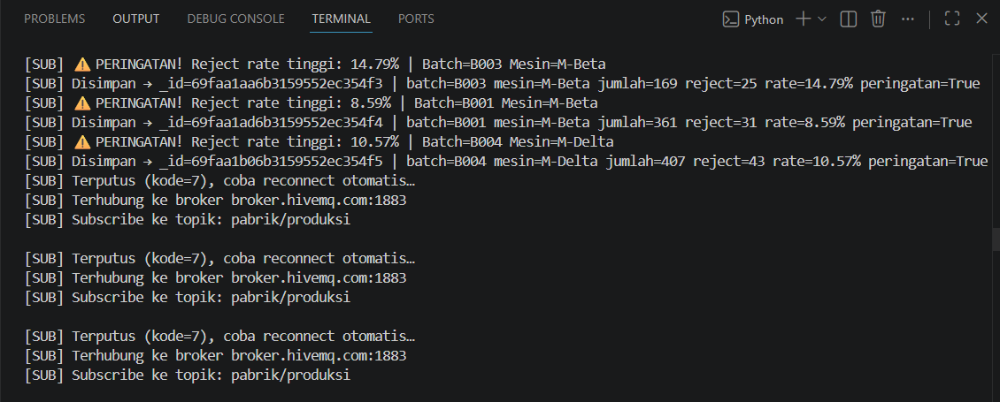 PROBLEMS OUTPUT DEBUG CONSOLE TERMINAL PORTS Python
[SUB] ⚠️ PERINGATAN! Reject rate tinggi: 14.79% | Batch=B003 Mesin=M-Beta
[SUB] Disimpan → _id=69faa1aa6b3159552ec354f3 | batch=B003 mesin=M-Beta jumlah=169 reject=25 rate=14.79% peringatan=True
[SUB] ⚠️ PERINGATAN! Reject rate tinggi: 8.59% | Batch=B001 Mesin=M-Beta
[SUB] Disimpan → _id=69faa1ab6b3159552ec354f4 | batch=B001 mesin=M-Beta jumlah=361 reject=31 rate=8.59% peringatan=True
[SUB] ⚠️ PERINGATAN! Reject rate tinggi: 10.57% | Batch=B004 Mesin=M-Delta
[SUB] Disimpan → _id=69faa1b06b3159552ec354f5 | batch=B004 mesin=M-Delta jumlah=407 reject=43 rate=10.57% peringatan=True
[SUB] Terputus (kode=7), coba reconnect otomatis…
[SUB] Terhubung ke broker broker.hivemq.com:1883
[SUB] Subscribe ke topik: pabrik/produksi
[SUB] Terputus (kode=7), coba reconnect otomatis…
[SUB] Terhubung ke broker broker.hivemq.com:1883
[SUB] Subscribe ke topik: pabrik/produksi
[SUB] Terputus (kode=7), coba reconnect otomatis…
[SUB] Terhubung ke broker broker.hivemq.com:1883
[SUB] Subscribe ke topik: pabrik/produksi